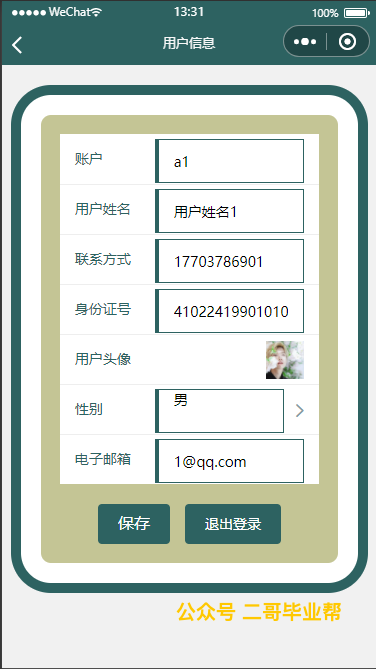 WeChat 13:31 100%
用户信息
账户 a1
用户姓名 用户姓名1
联系方式 17703786901
身份证号 41022419901010
用户头像
性别 男
电子邮箱 1@qq.com
保存 退出登录
公众号 二哥毕业帮